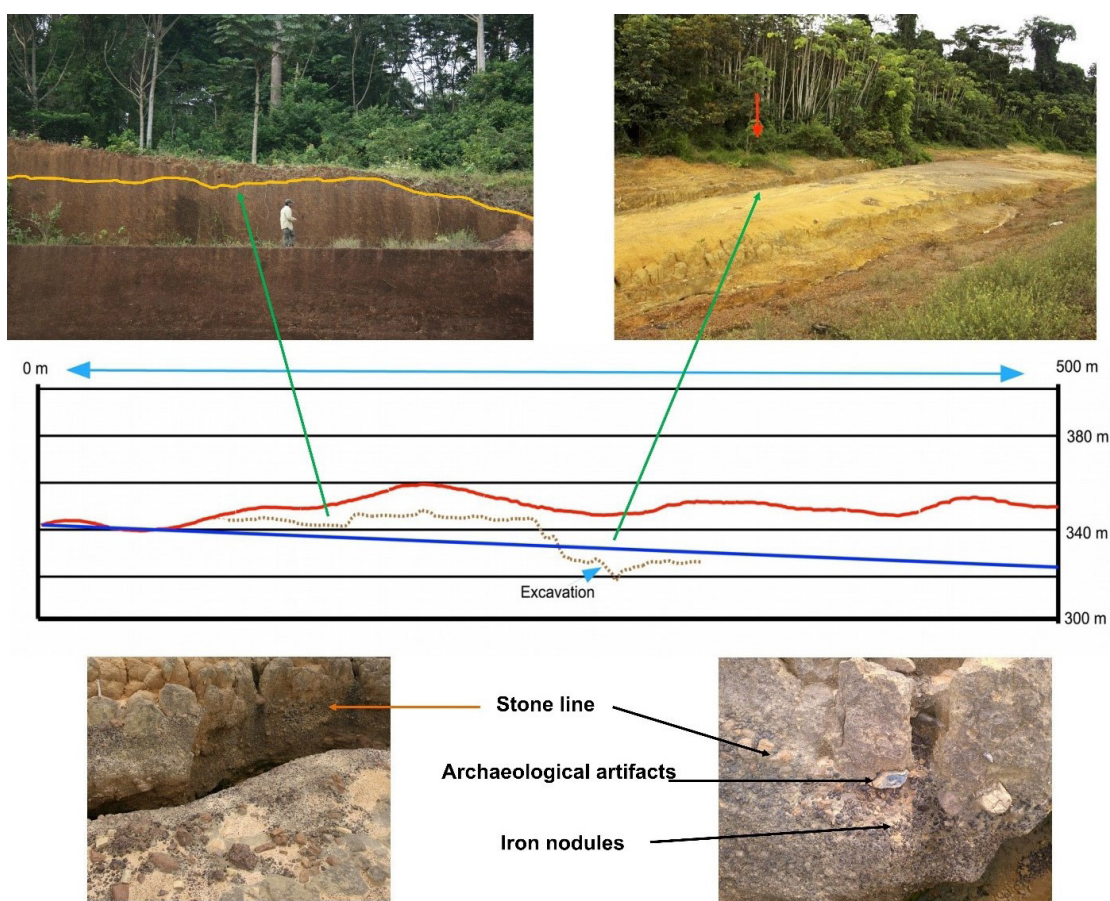 0 m
500 m
380 m
340 m
Excavation
300 m
Stone line
Archaeological artifacts
Iron nodules